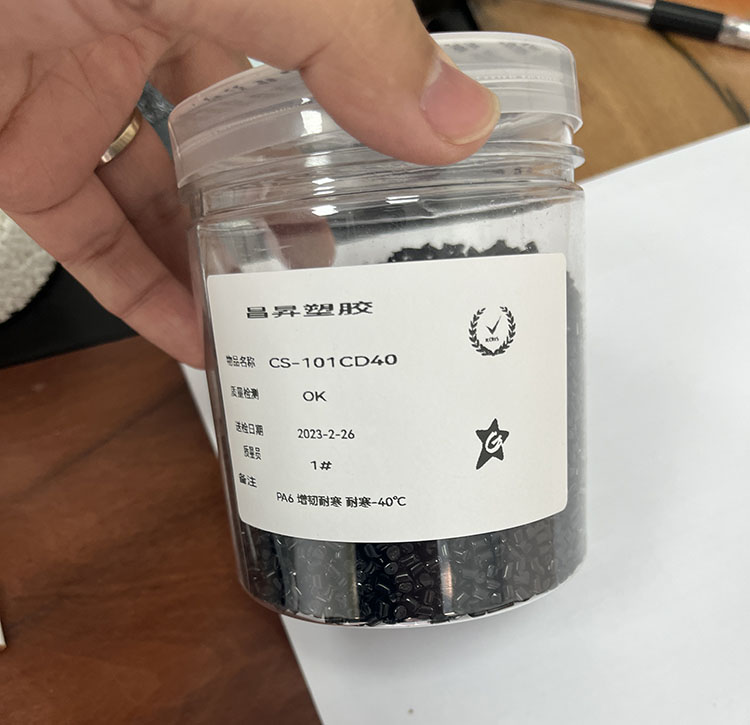 昌昇塑胶
物品名称 CS-101CD40
质量检测 OK
送检日期 2023-2-26
质量员 1#
备注
PA6 增韧耐寒 耐寒-40℃